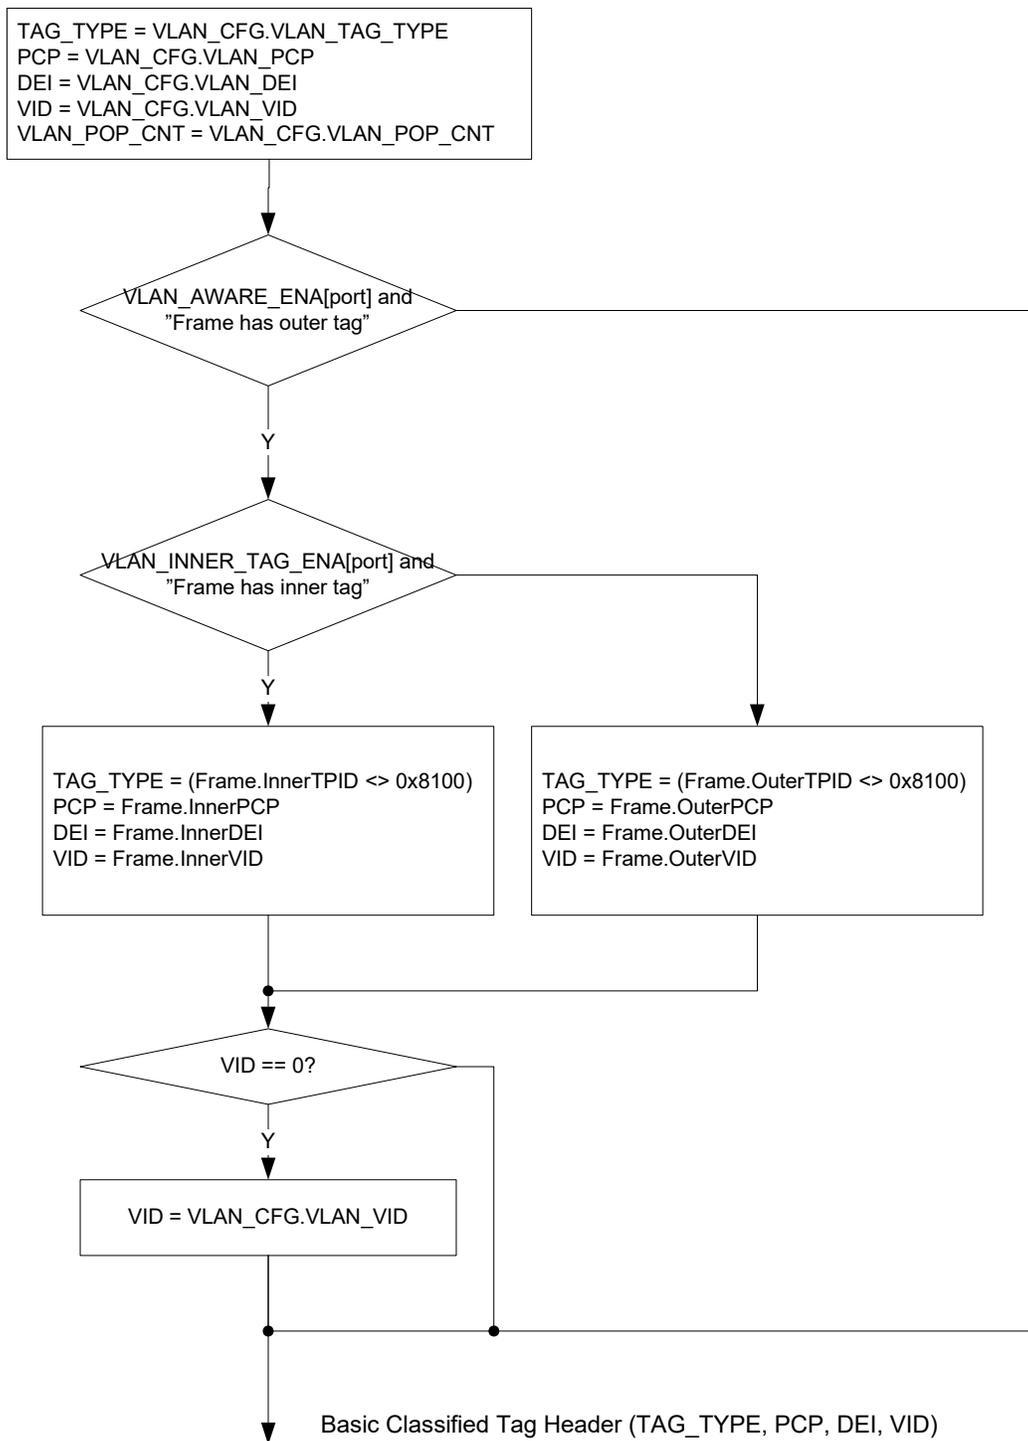 TAG_TYPE = VLAN_CFG.VLAN_TAG_TYPE
PCP = VLAN_CFG.VLAN_PCP
DEI = VLAN_CFG.VLAN_DEI
VID = VLAN_CFG.VLAN_VID
VLAN_POP_CNT = VLAN_CFG.VLAN_POP_CNT
VLAN_AWARE_ENA[port] and
”Frame has outer tag”
Y
VLAN_INNER_TAG_ENA[port] and
”Frame has inner tag”
Y
TAG_TYPE = (Frame.InnerTPID <> 0x8100)
PCP = Frame.InnerPCP
DEI = Frame.InnerDEI
VID = Frame.InnerVID
TAG_TYPE = (Frame.OuterTPID <> 0x8100)
PCP = Frame.OuterPCP
DEI = Frame.OuterDEI
VID = Frame.OuterVID
VID == 0?
Y
VID = VLAN_CFG.VLAN_VID
Basic Classified Tag Header (TAG_TYPE, PCP, DEI, VID)